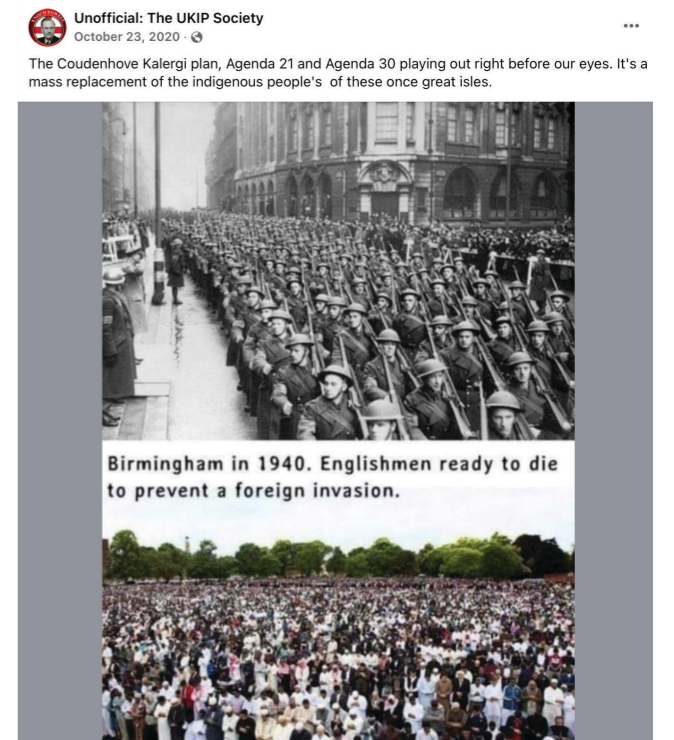 Unofficial: The UKIP Society
October 23, 2020 ·
The Coudenhove Kalergi plan, Agenda 21 and Agenda 30 playing out right before our eyes. It's a
mass replacement of the indigenous people's of these once great isles.
Birmingham in 1940. Englishmen ready to die
to prevent a foreign invasion.